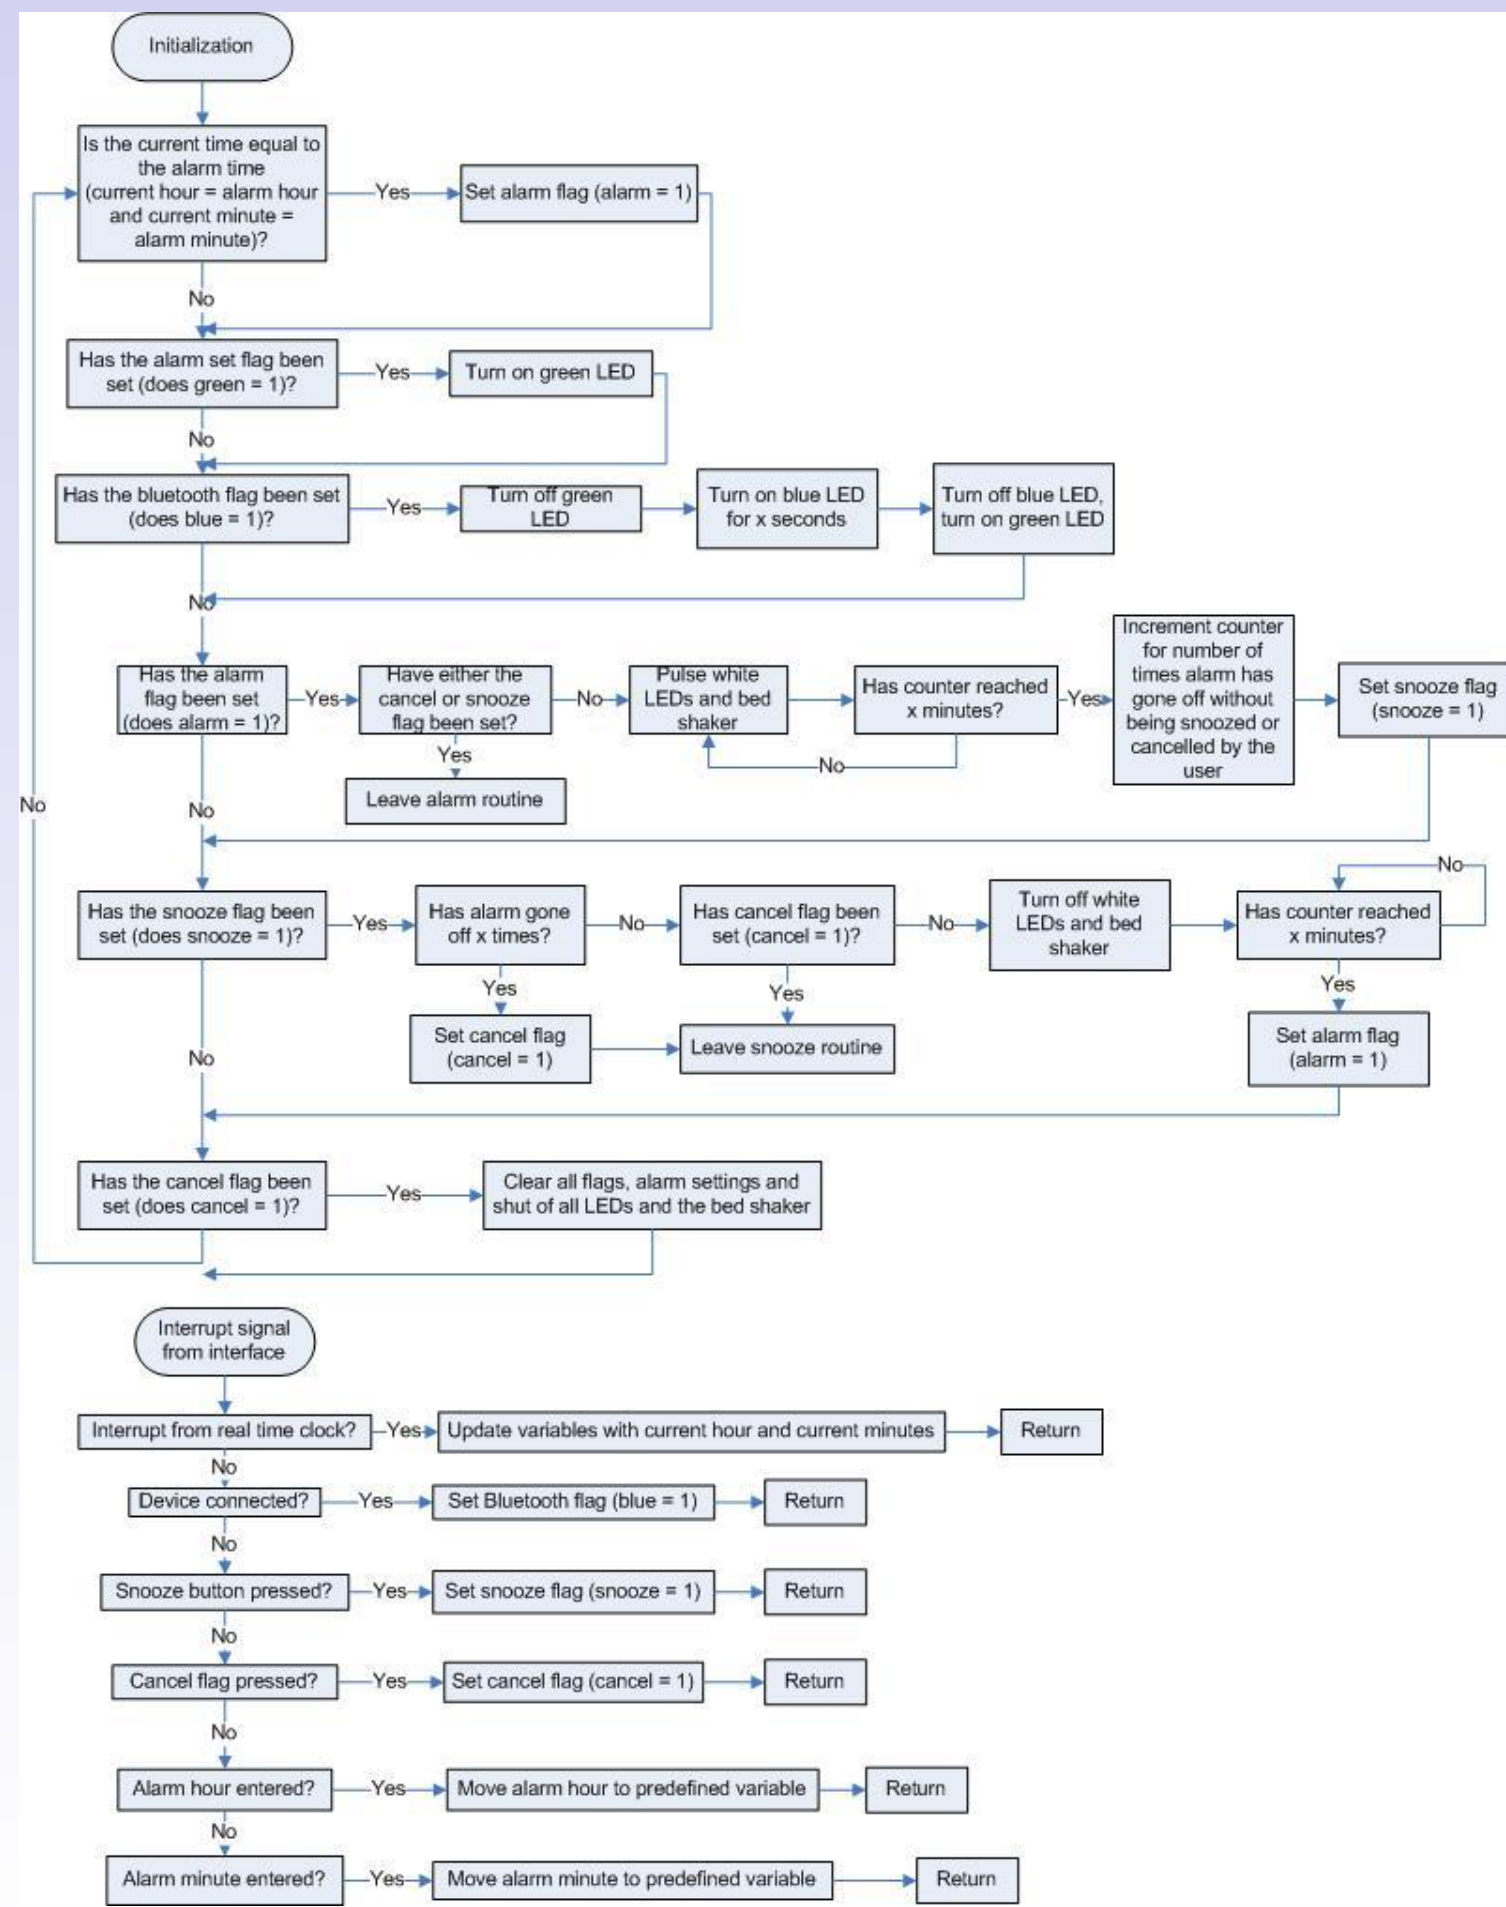 Initialization
Is the current time equal to
the alarm time
(current hour = alarm hour
and current minute =
alarm minute)?
Yes
Set alarm flag (alarm = 1)
No
Has the alarm set flag been
set (does green = 1)?
Yes
Turn on green LED
No
Has the bluetooth flag been set
(does blue = 1)?
Yes
Turn off green
LED
Turn on blue LED
for x seconds
Turn off blue LED,
turn on green LED
No
Has the alarm
flag been set
(does alarm = 1)?
Yes
Have either the
cancel or snooze
flag been set?
No
Pulse white
LEDs and bed
shaker
Has counter reached
x minutes?
Yes
Increment counter
for number of
times alarm has
gone off without
being snoozed or
cancelled by the
user
Set snooze flag
(snooze = 1)
Yes
Leave alarm routine
No
No
No
Has the snooze flag been
set (does snooze = 1)?
Yes
Has alarm gone
off x times?
No
Has cancel flag been
set (cancel = 1)?
No
Turn off white
LEDs and bed
shaker
Has counter reached
x minutes?
No
Yes
Set cancel flag
(cancel = 1)
Yes
Leave snooze routine
Yes
Set alarm flag
(alarm = 1)
No
Has the cancel flag been
set (does cancel = 1)?
Yes
Clear all flags, alarm settings and
shut of all LEDs and the bed shaker
Interrupt signal
from interface
Interrupt from real time clock?
Yes
Update variables with current hour and current minutes
Return
No
Device connected?
Yes
Set Bluetooth flag (blue = 1)
Return
No
Snooze button pressed?
Yes
Set snooze flag (snooze = 1)
Return
No
Cancel flag pressed?
Yes
Set cancel flag (cancel = 1)
Return
No
Alarm hour entered?
Yes
Move alarm hour to predefined variable
Return
No
Alarm minute entered?
Yes
Move alarm minute to predefined variable
Return